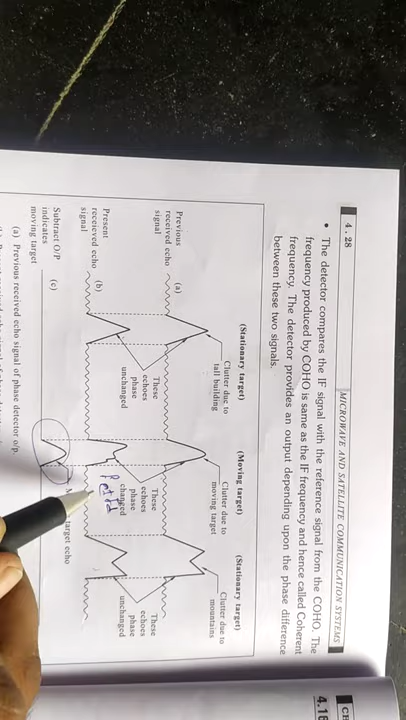 4.28
MICROWAVE AND SATELLITE COMMUNICATION SYSTEMS
• The detector compares the IF signal with the reference signal from the COHO. The
frequency produced by COHO is same as the IF frequency and hence called Coherent
frequency. The detector provides an output depending upon the phase difference
between these two signals.
(Stationary target)
(Moving target)
(Stationary target)
Clutter due to
tall building
Clutter due to
moving target
Clutter due to
mountains
Previous
received echo
signal
(a)
These
echoes
phase
unchanged
These
echoes
phase
changed
These
echoes
phase
unchanged
Present
receieved echo
signal
(b)
Subtract O/P
indicates
moving target
(c)
target echo
(a) Previous received echo signal of phase detector o/p.
4.18